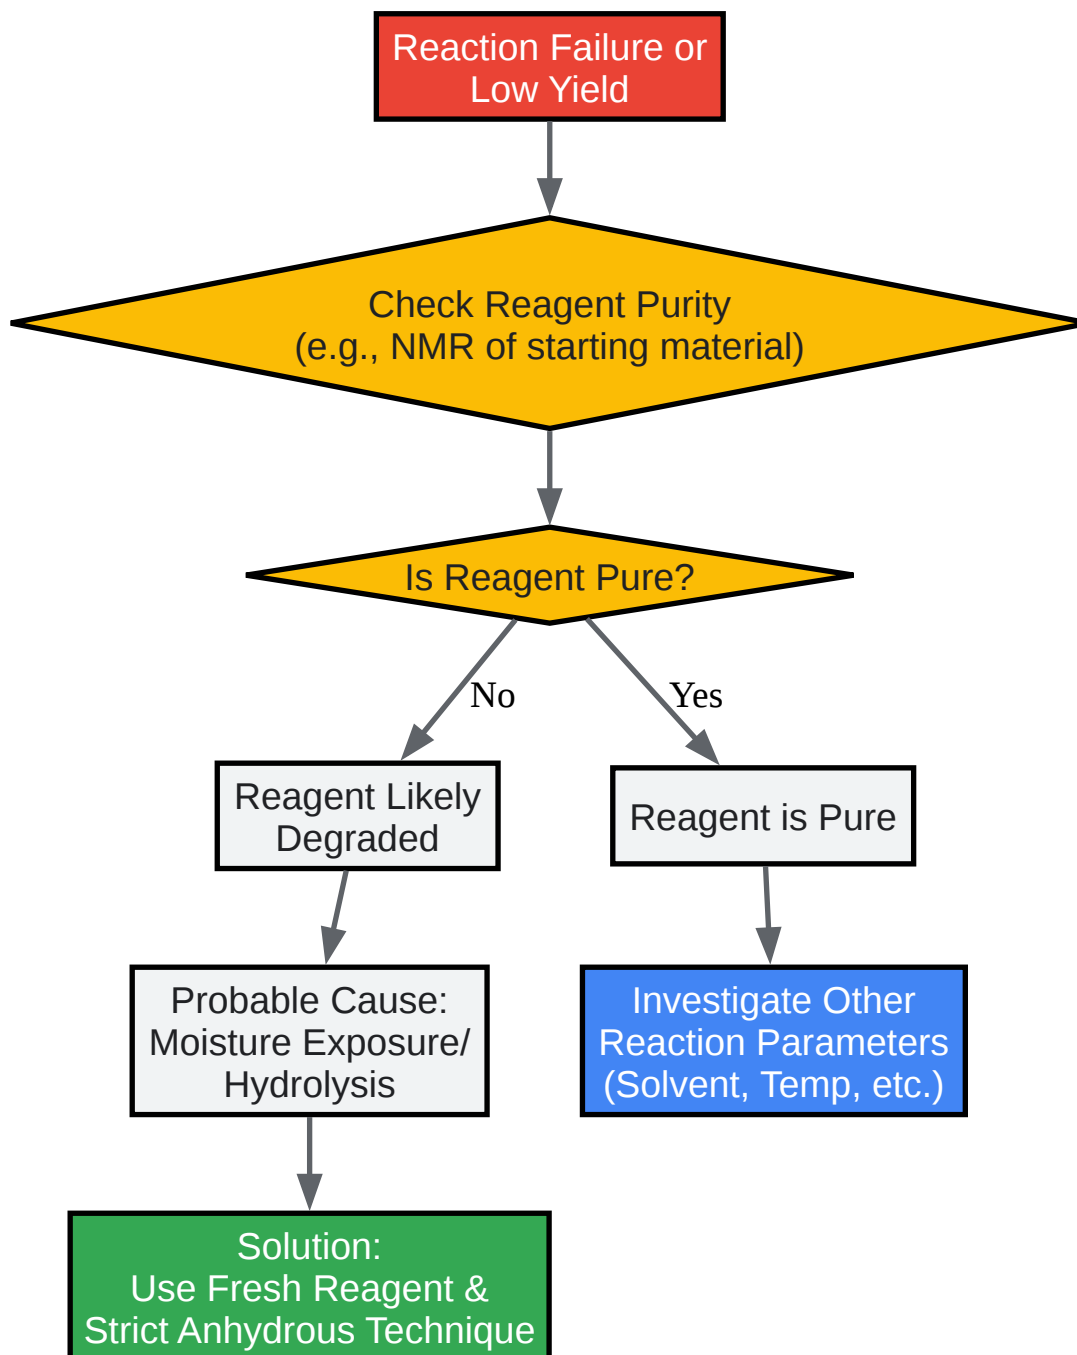 Reaction Failure or
Low Yield
Check Reagent Purity
(e.g., NMR of starting material)
Is Reagent Pure?
No
Yes
Reagent Likely
Degraded
Reagent is Pure
Probable Cause:
Moisture Exposure/
Hydrolysis
Investigate Other
Reaction Parameters
(Solvent, Temp, etc.)
Solution:
Use Fresh Reagent &
Strict Anhydrous Technique